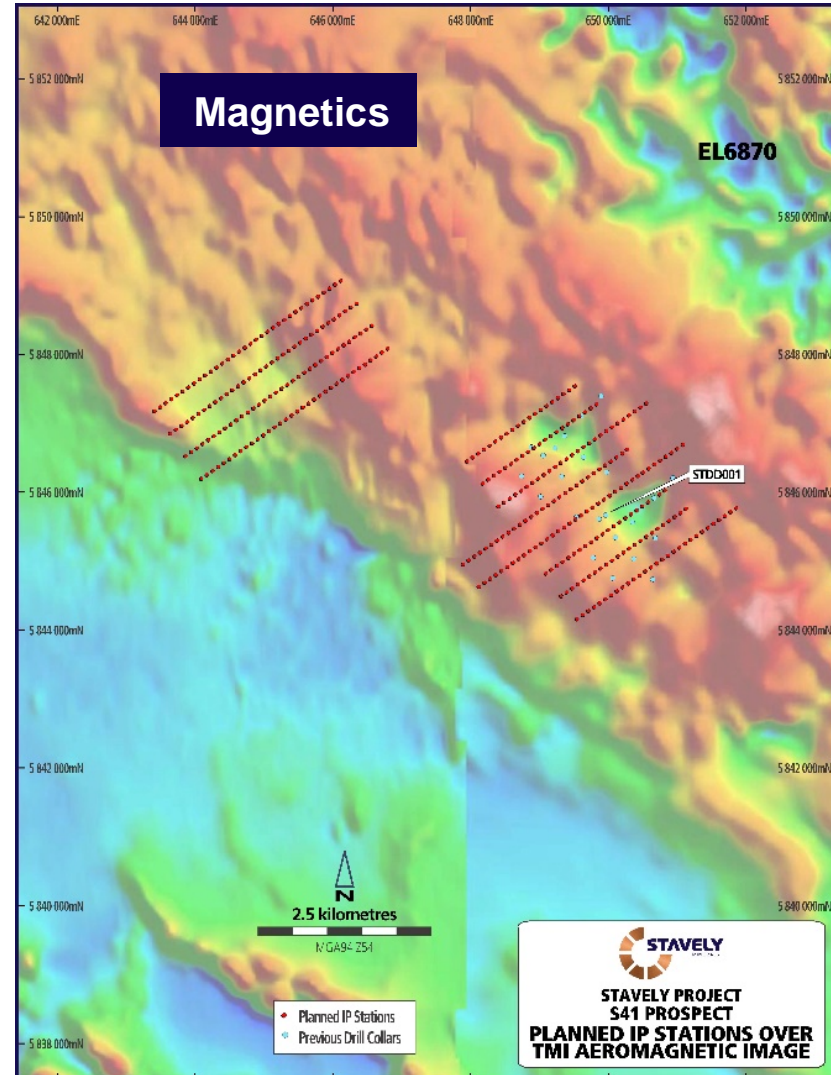 642 000mE 644 000mE 646 000mE 648 000mE 650 000mE 652 000mE
5 852 000mN 5 852 000mN
Magnetics
EL6870
5 850 000mN 5 850 000mN
5 848 000mN 5 848 000mN
STDD001
5 846 000mN 5 846 000mN
5 844 000mN 5 844 000mN
5 842 000mN 5 842 000mN
N
5 840 000mN 5 840 000mN
2.5 kilometres
MGA94 Z54
STAVELY
STAVELY PROJECT
S41 PROSPECT
PLANNED IP STATIONS OVER
TMI AEROMAGNETIC IMAGE
Planned IP Stations
Previous Drill Collars
5 838 000mN